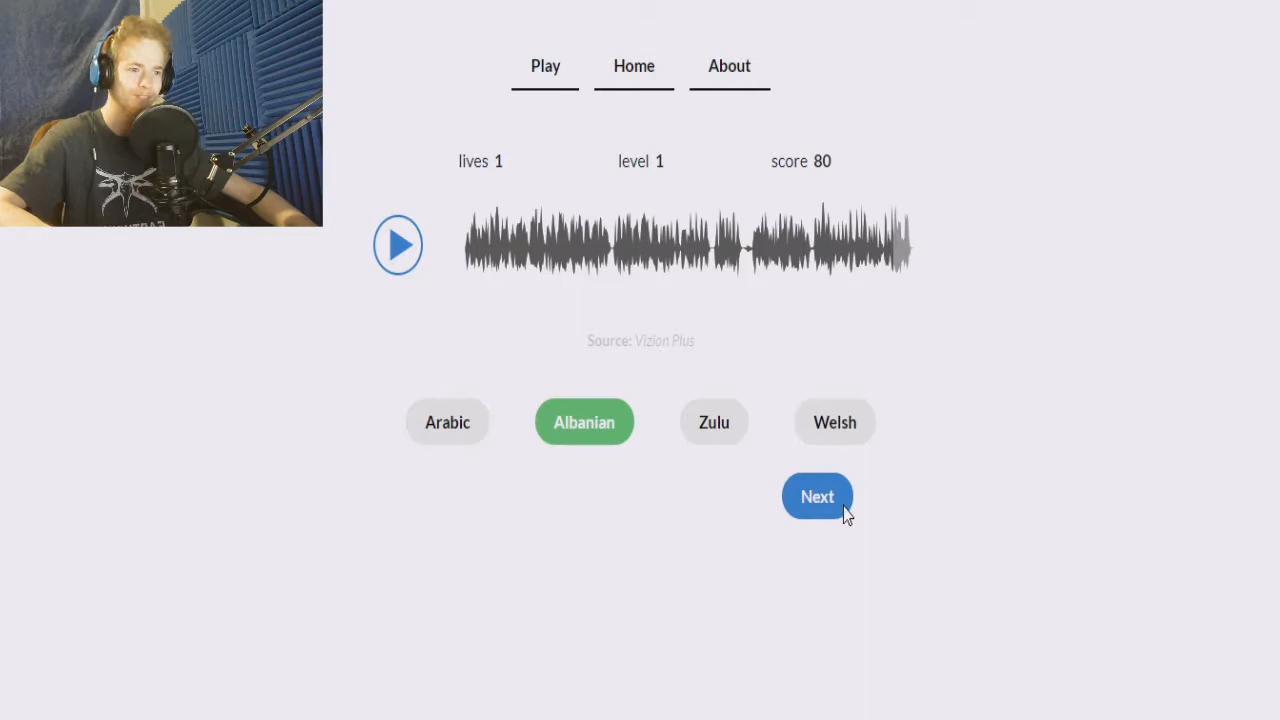 Play Home About
lives 1 level 1 score 80
Source: Vizion Plus
Arabic Albanian Zulu Welsh
Next